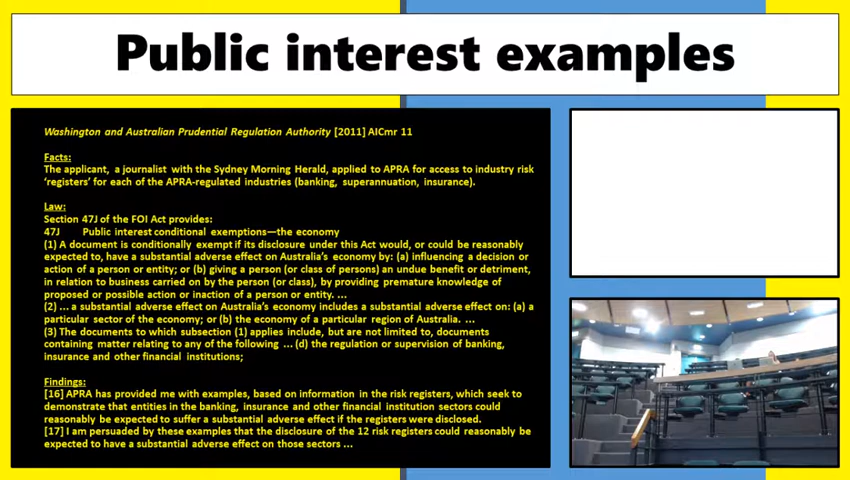 Public interest examples
Washington and Australian Prudential Regulation Authority [2011] AICmr 11
Facts:
The applicant, a journalist with the Sydney Morning Herald, applied to APRA for access to industry risk
‘registers’ for each of the APRA-regulated industries (banking, superannuation, insurance).
Law:
Section 47J of the FOI Act provides:
47J Public interest conditional exemptions—the economy
(1) A document is conditionally exempt if its disclosure under this Act would, or could be reasonably
expected to, have a substantial adverse effect on Australia’s economy by: (a) influencing a decision or
action of a person or entity; or (b) giving a person (or class of persons) an undue benefit or detriment,
in relation to business carried on by the person (or class), by providing premature knowledge of
proposed or possible action or inaction of a person or entity. ...
(2) ... a substantial adverse effect on Australia’s economy includes a substantial adverse effect on: (a) a
particular sector of the economy; or (b) the economy of a particular region of Australia. ...
(3) The documents to which subsection (1) applies include, but are not limited to, documents
containing matter relating to any of the following ... (d) the regulation or supervision of banking,
insurance and other financial institutions;
Findings:
[16] APRA has provided me with examples, based on information in the risk registers, which seek to
demonstrate that entities in the banking, insurance and other financial institution sectors could
reasonably be expected to suffer a substantial adverse effect if the registers were disclosed.
[17] I am persuaded by these examples that the disclosure of the 12 risk registers could reasonably be
expected to have a substantial adverse effect on those sectors ...